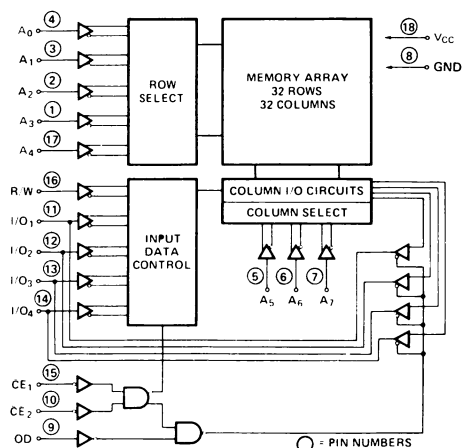 A0 4
A1 3
A2 2
A3 1
A4 17
ROW
SELECT
MEMORY ARRAY
32 ROWS
32 COLUMNS
18 VCC
8 GND
R/W 16
I/O1 11
I/O2 12
I/O3 13
I/O4 14
INPUT
DATA
CONTROL
COLUMN I/O CIRCUITS
COLUMN SELECT
5 6 7
A5 A6 A7
CE1 15
CE2 10
OD 9
= PIN NUMBERS